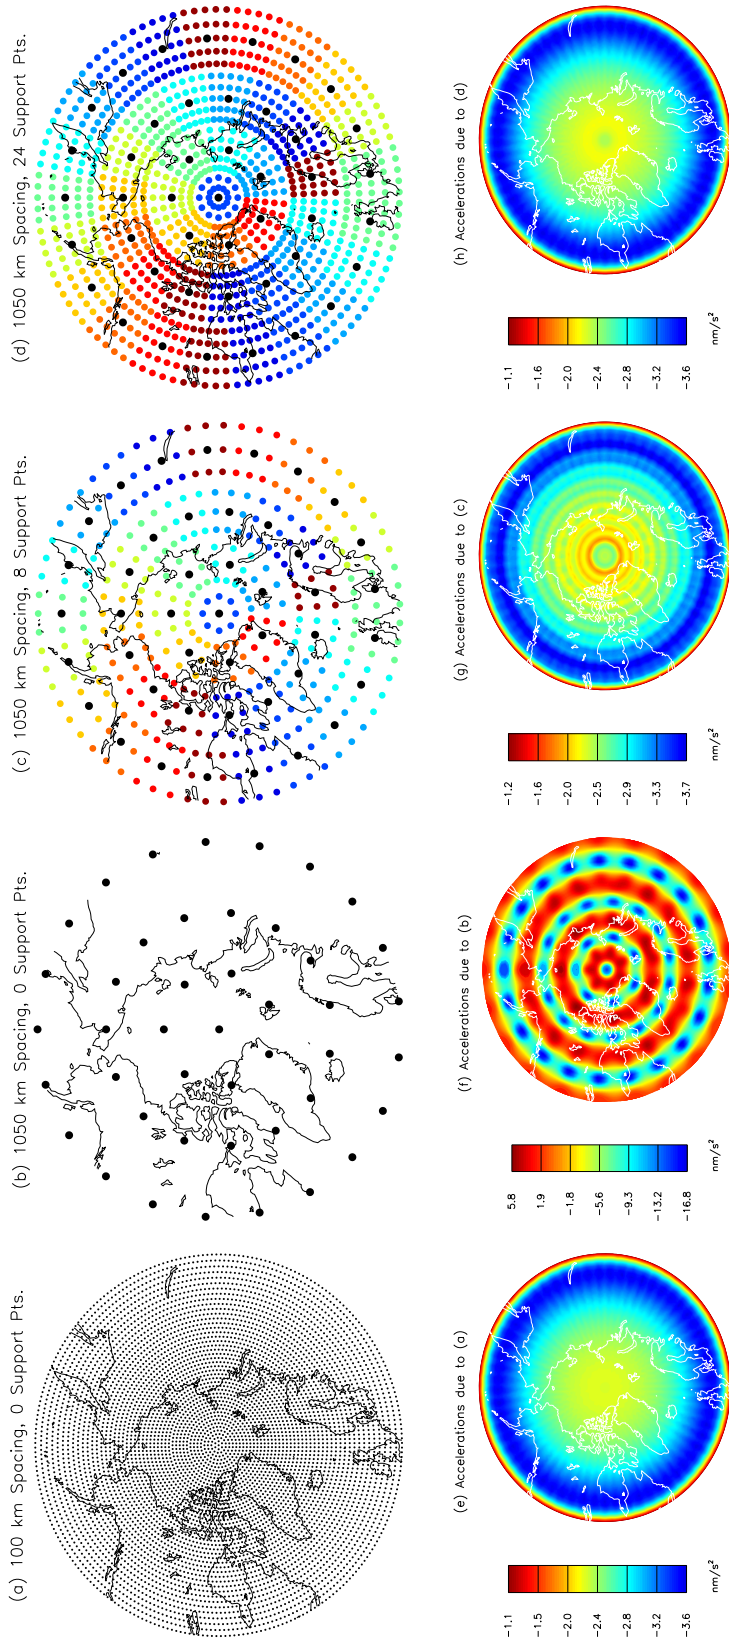 (a) 100 km Spacing, 0 Support Pts.
(b) 1050 km Spacing, 0 Support Pts.
(c) 1050 km Spacing, 8 Support Pts.
(d) 1050 km Spacing, 24 Support Pts.
(e) Accelerations due to (a)
-1.1
-1.5
-2.0
-2.4
-2.8
-3.2
-3.6
nm/s²
(f) Accelerations due to (b)
5.8
1.9
-1.8
-5.6
-9.3
-13.2
-16.8
nm/s²
(g) Accelerations due to (c)
-1.2
-1.6
-2.0
-2.5
-2.9
-3.3
-3.7
nm/s²
(h) Accelerations due to (d)
-1.1
-1.6
-2.0
-2.4
-2.8
-3.2
-3.6
nm/s²